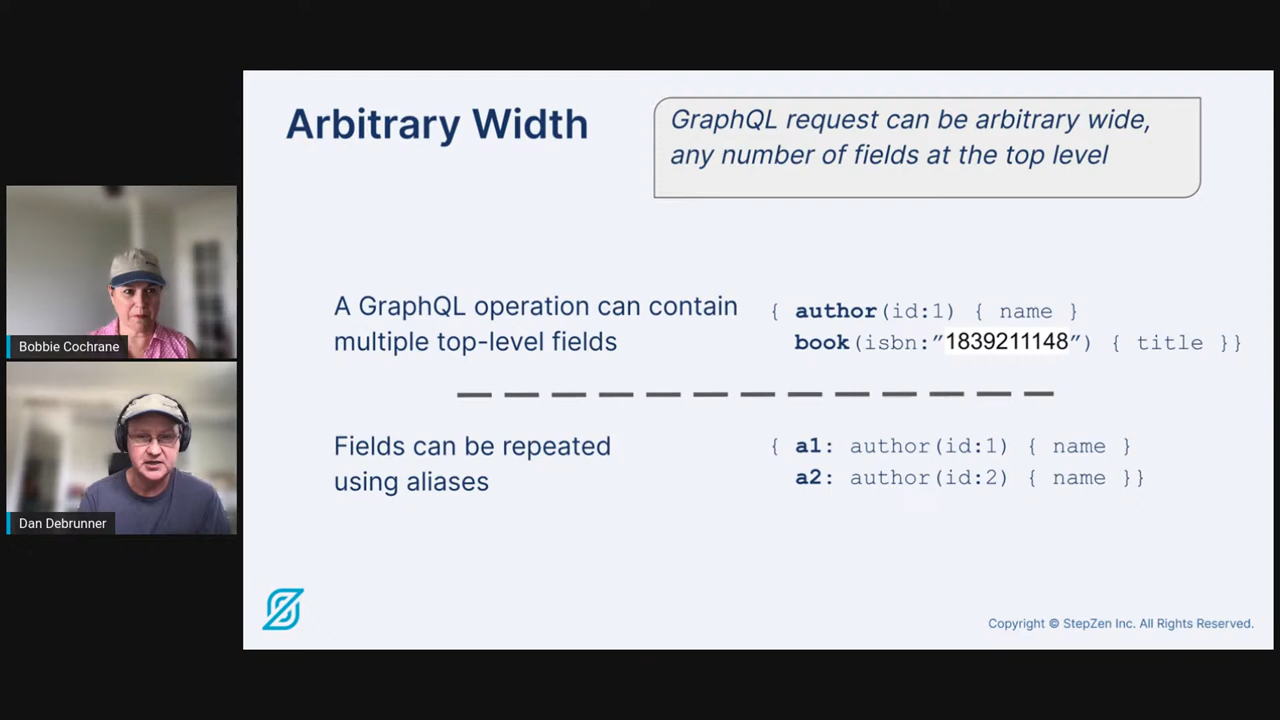 Arbitrary Width
GraphQL request can be arbitrary wide,
any number of fields at the top level
A GraphQL operation can contain
multiple top-level fields
{ author(id:1) { name }
book(isbn:”1839211148”) { title }}
Fields can be repeated
using aliases
{ a1: author(id:1) { name }
a2: author(id:2) { name }}
Bobbie Cochrane
Dan Debrunner
Copyright © StepZen Inc. All Rights Reserved.